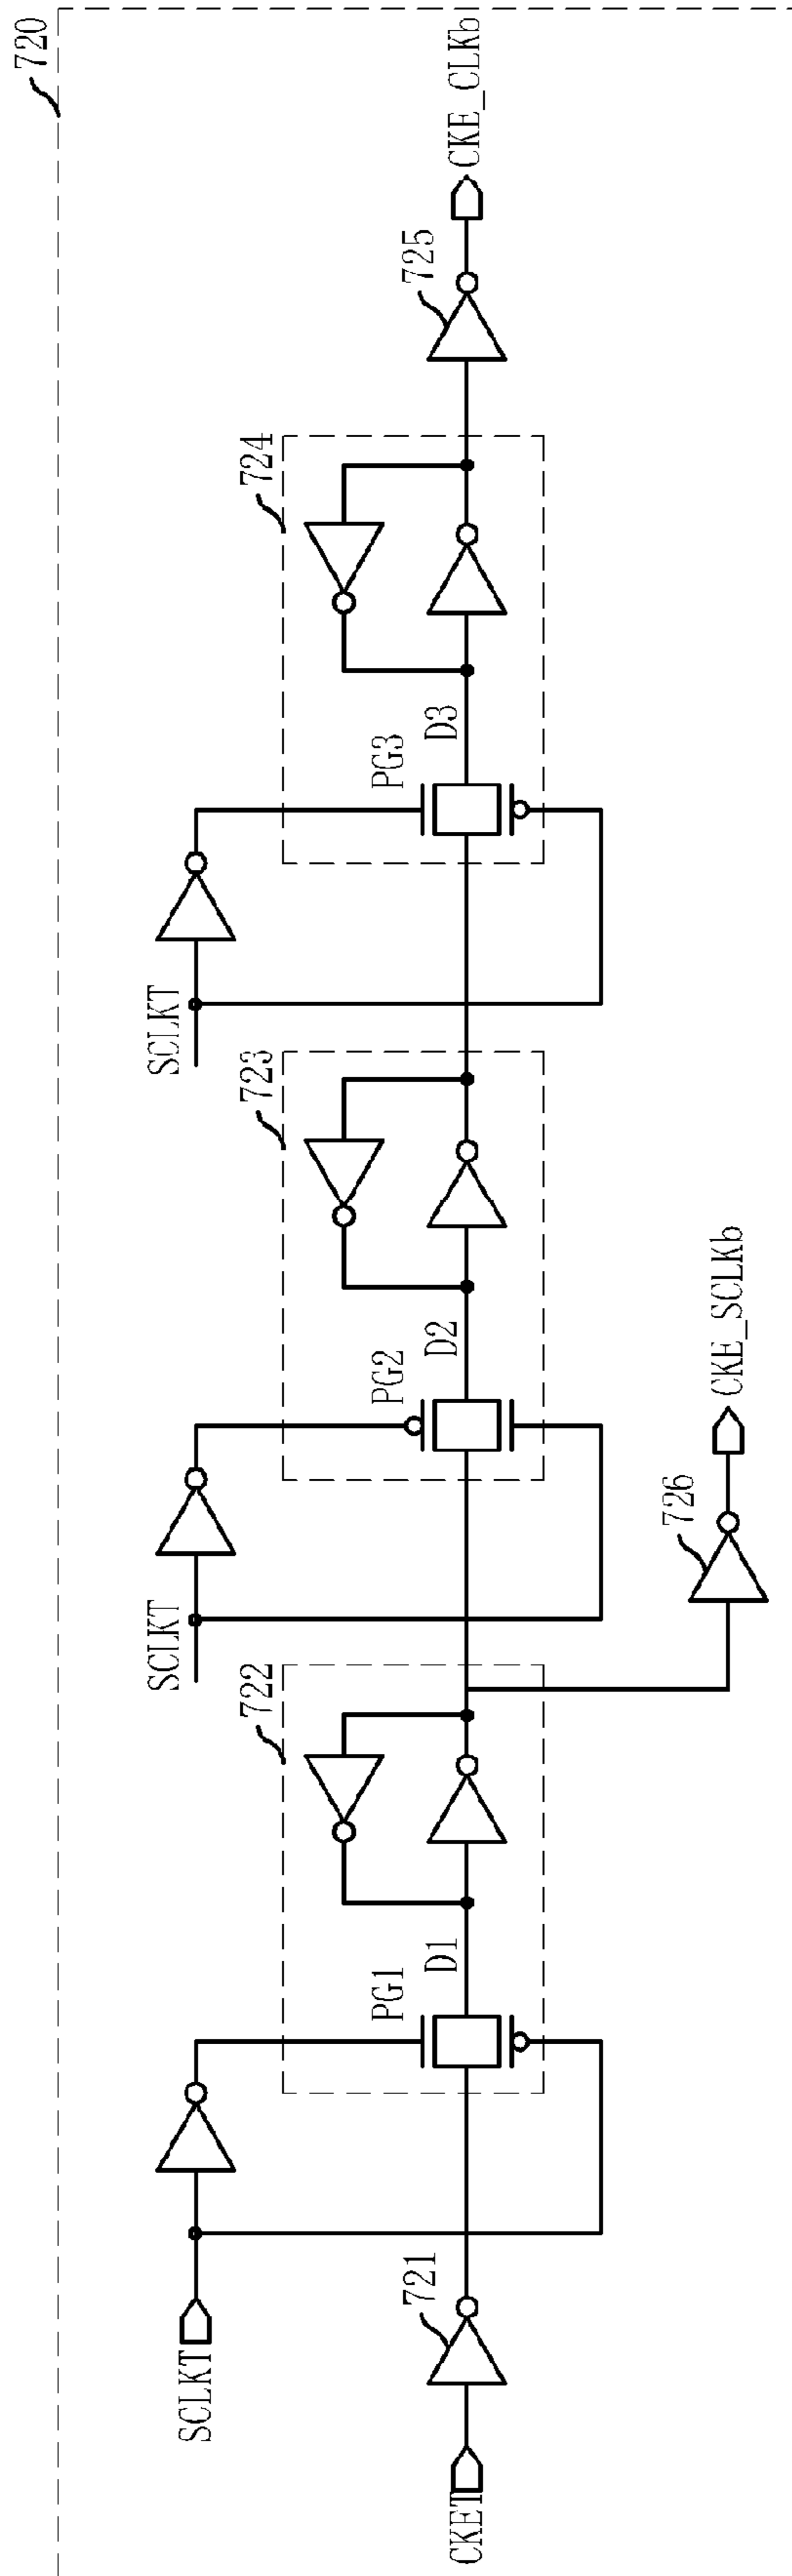 720
SCLKT
CKET
721
PG1
D1
722
SCLKT
PG2
D2
723
726
CKE_SCLKb
SCLKT
PG3
D3
724
725
CKE_CLKb